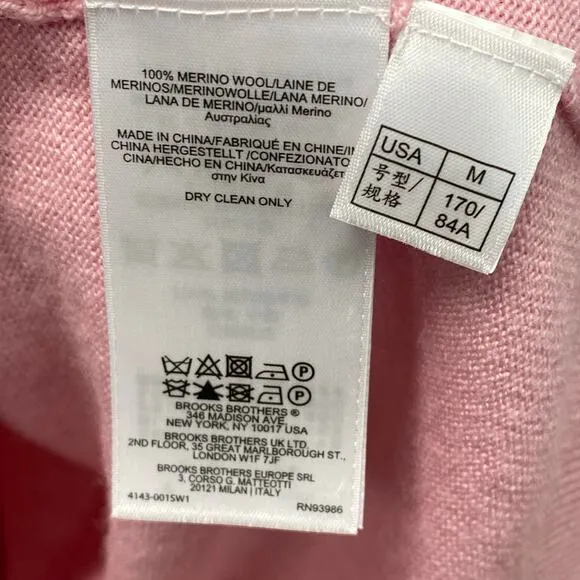 100% MERINO WOOL/LAINE DE
MERINOS/MERINOWOLLE/LANA MERINO/
LANA DE MERINO/μαλλί Merino
Αυστραλίας
MADE IN CHINA/FABRIQUÉ EN CHINE/IN
CHINA HERGESTELLT /CONFEZIONATO
CINA/HECHO EN CHINA/Κατασκευάζετ
στην Κίνα
DRY CLEAN ONLY
P
P
BROOKS BROTHERS ®
346 MADISON AVE,
NEW YORK, NY 10017 USA
BROOKS BROTHERS UK LTD.
2ND FLOOR, 35 GREAT MARLBOROUGH ST.,
LONDON W1F 7JF
BROOKS BROTHERS EUROPE SRL
3, CORSO G. MATTEOTTI
20121 MILAN | ITALY
4143-001SW1 RN93986
USA M
号型/ 170/
规格 84A